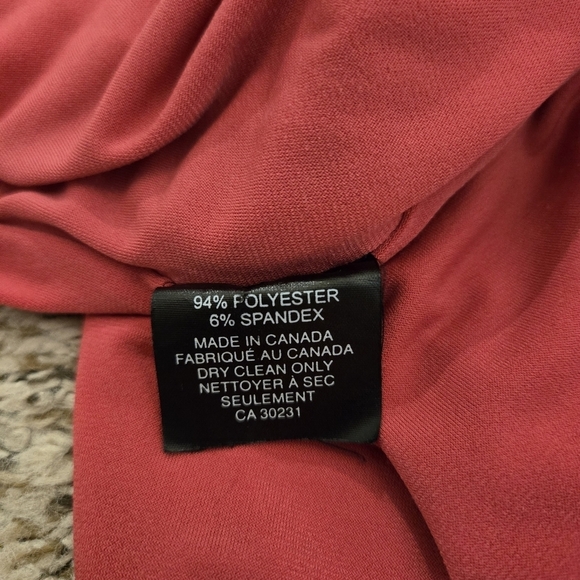 94% POLYESTER
6% SPANDEX
MADE IN CANADA
FABRIQUÉ AU CANADA
DRY CLEAN ONLY
NETTOYER À SEC
SEULEMENT
CA 30231